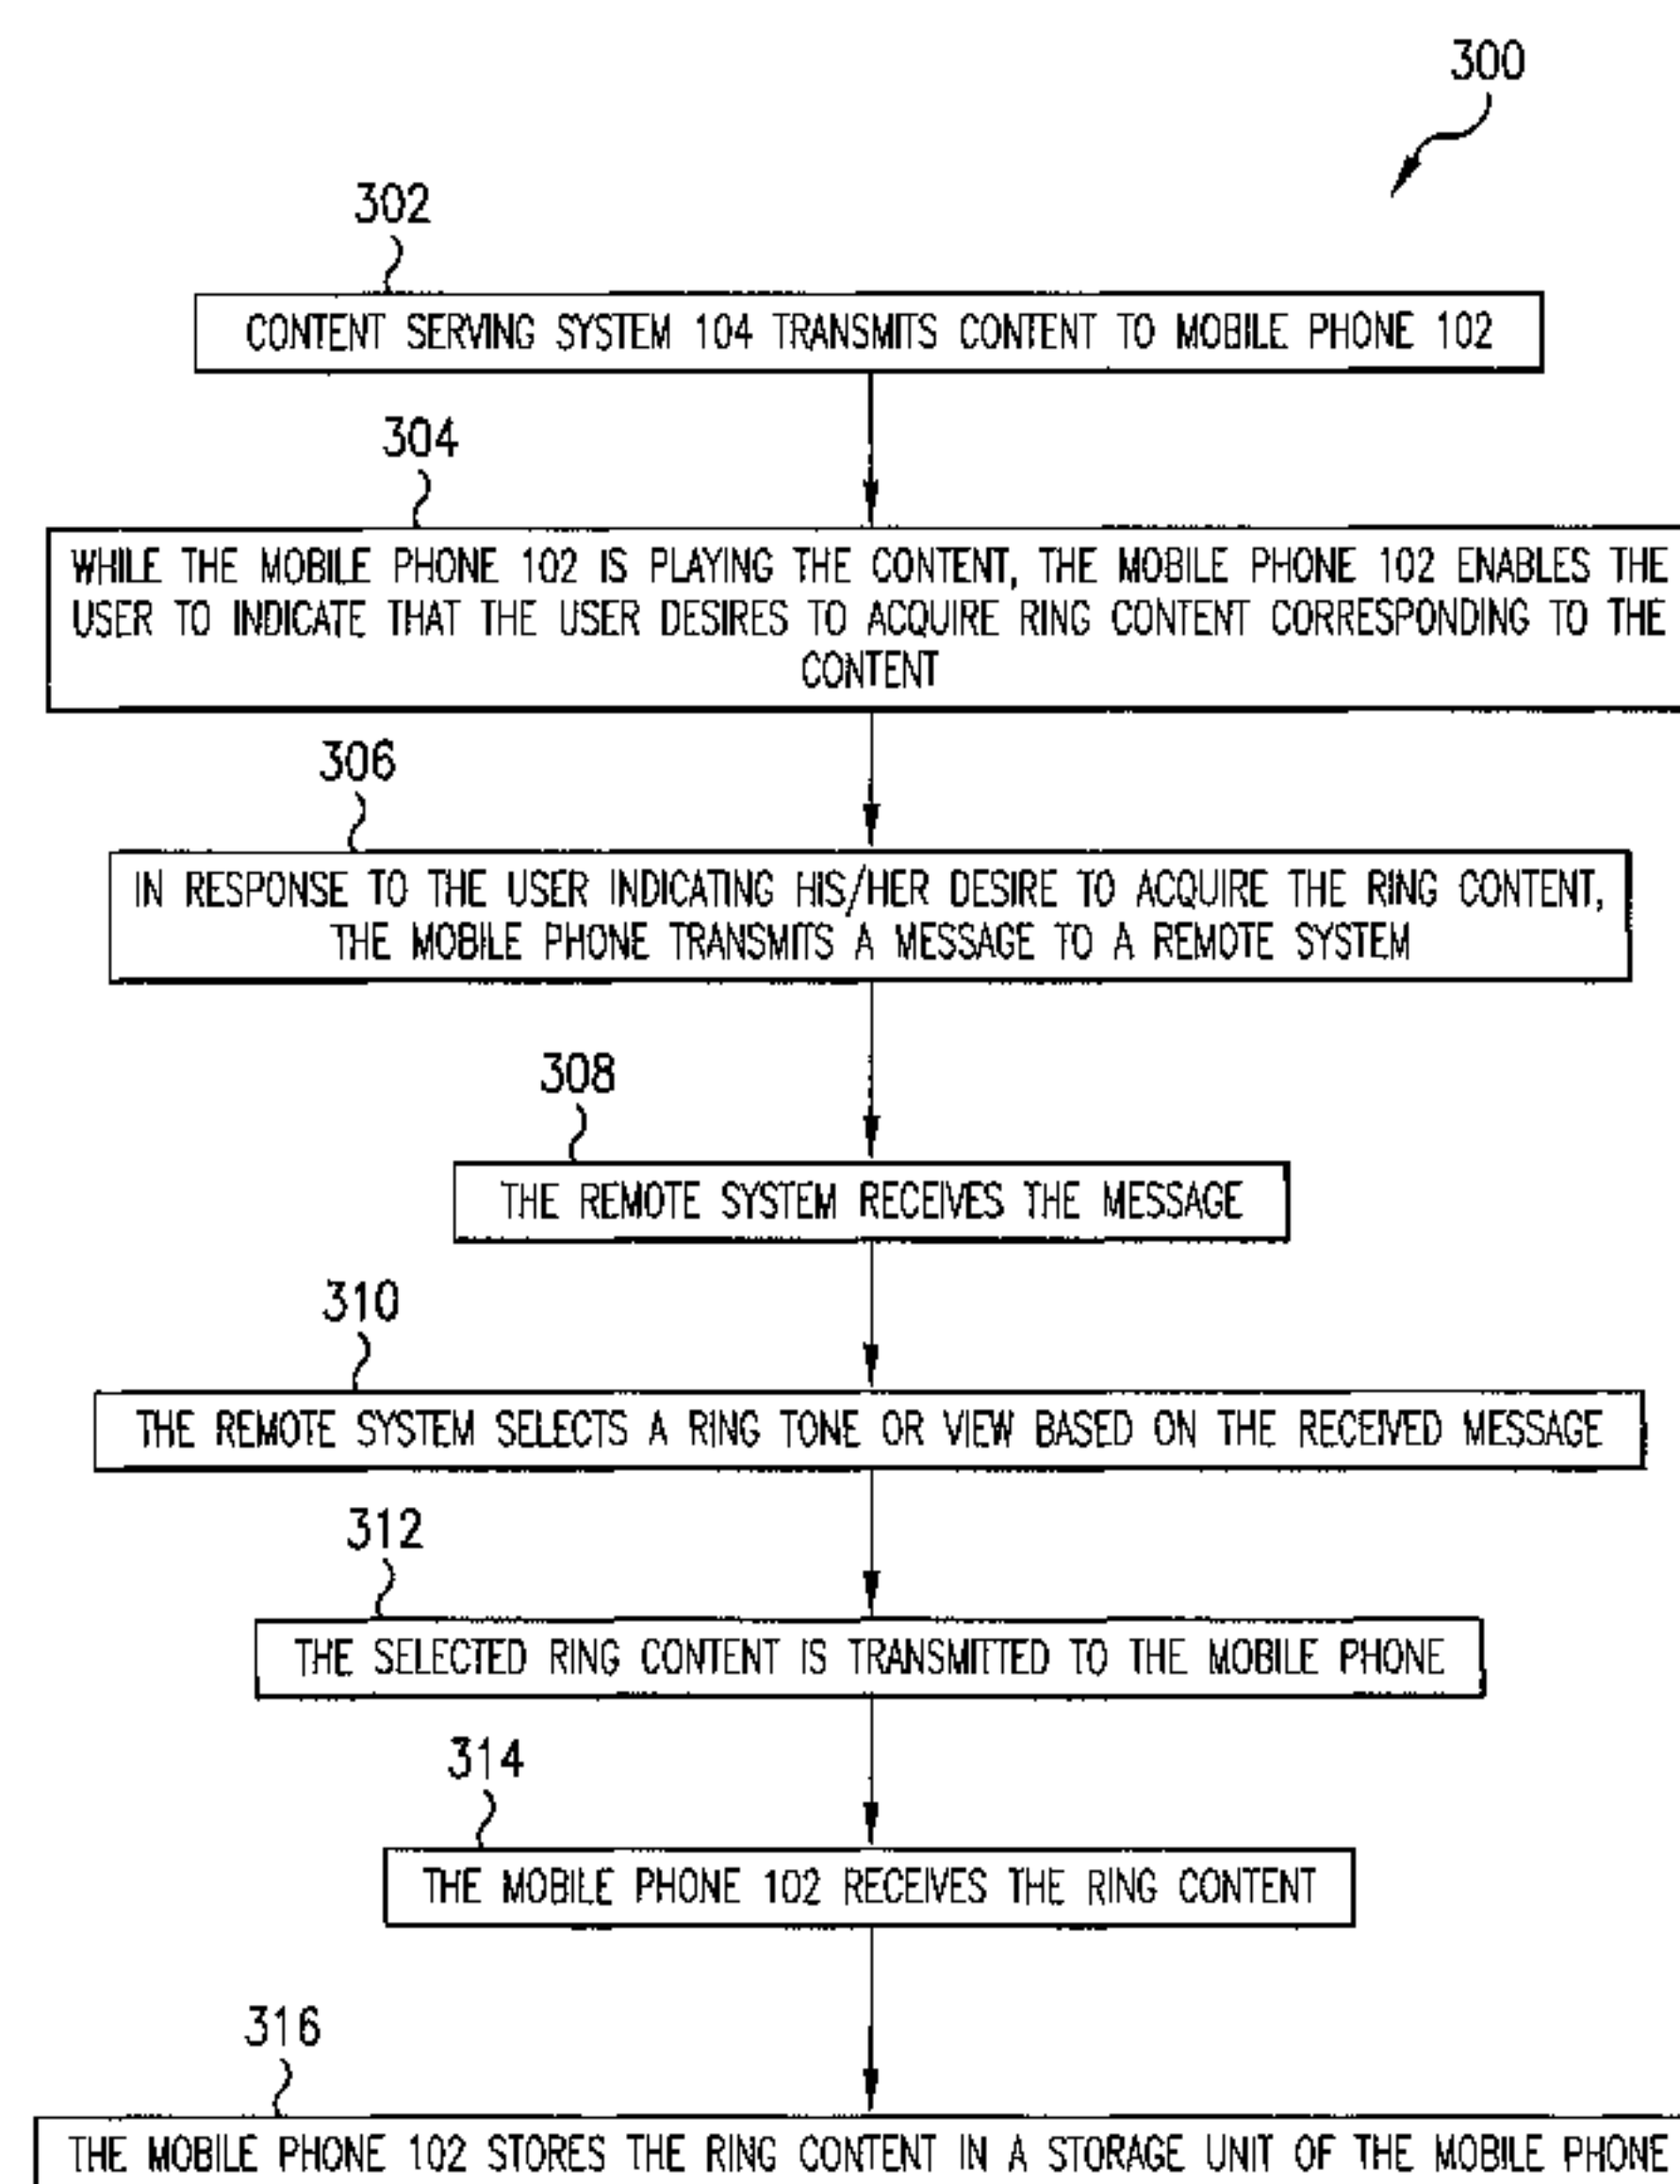 300
302
CONTENT SERVING SYSTEM 104 TRANSMITS CONTENT TO MOBILE PHONE 102
304
WHILE THE MOBILE PHONE 102 IS PLAYING THE CONTENT, THE MOBILE PHONE 102 ENABLES THE
USER TO INDICATE THAT THE USER DESIRES TO ACQUIRE RING CONTENT CORRESPONDING TO THE
CONTENT
306
IN RESPONSE TO THE USER INDICATING HIS/HER DESIRE TO ACQUIRE THE RING CONTENT,
THE MOBILE PHONE TRANSMITS A MESSAGE TO A REMOTE SYSTEM
308
THE REMOTE SYSTEM RECEIVES THE MESSAGE
310
THE REMOTE SYSTEM SELECTS A RING TONE OR VIEW BASED ON THE RECEIVED MESSAGE
312
THE SELECTED RING CONTENT IS TRANSMITTED TO THE MOBILE PHONE
314
THE MOBILE PHONE 102 RECEIVES THE RING CONTENT
316
THE MOBILE PHONE 102 STORES THE RING CONTENT IN A STORAGE UNIT OF THE MOBILE PHONE